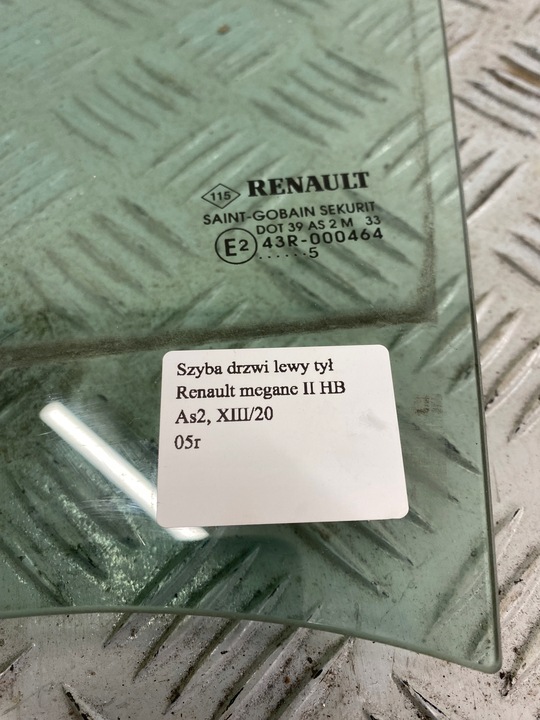 115 RENAULT
SAINT-GOBAIN SEKURIT
DOT 39 AS 2 M 33
E2 43R-000464
. . . . . . 5
Szyba drzwi lewy tył
Renault megane II HB
As2, XIII/20
05r